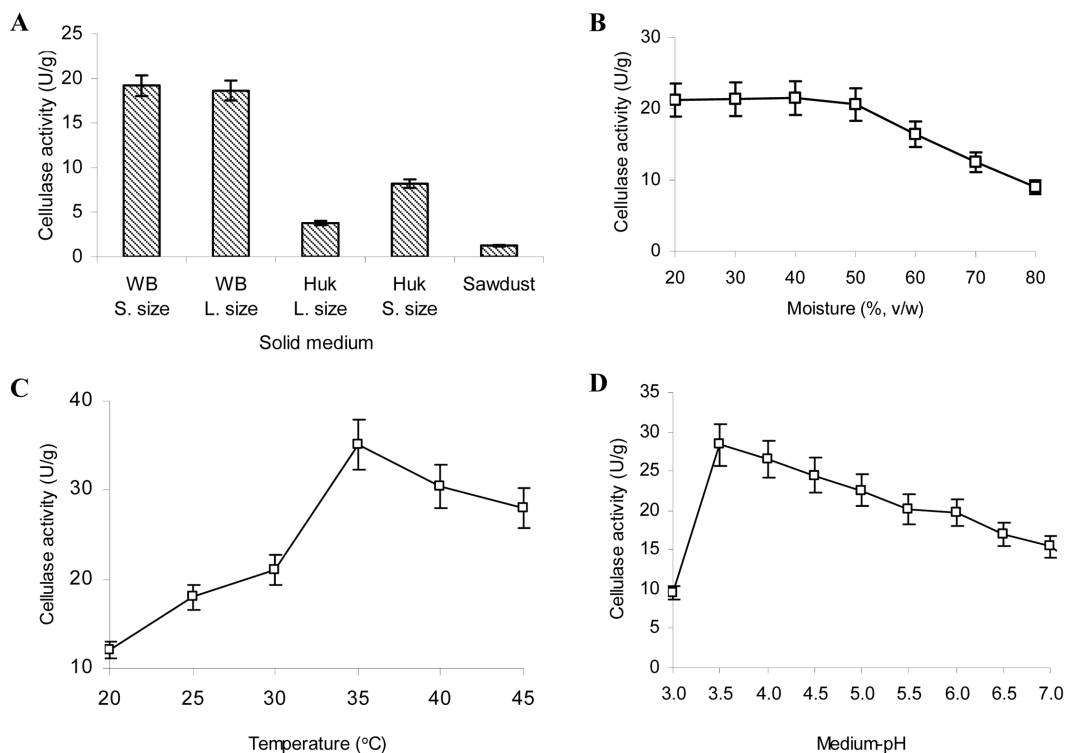 A
Cellulase activity (U/g)
25
20
15
10
5
0
WB WB Huk Huk Sawdust
S. size L. size L. size S. size
Solid medium
B
Cellulase activity (U/g)
30
20
10
0
20 30 40 50 60 70 80
Moisture (%, v/w)
C
Cellulase activity (U/g)
40
30
20
10
20 25 30 35 40 45
Temperature (°C)
D
Cellulase activity (U/g)
35
30
25
20
15
10
5
0
3.0 3.5 4.0 4.5 5.0 5.5 6.0 6.5 7.0
Medium-pH